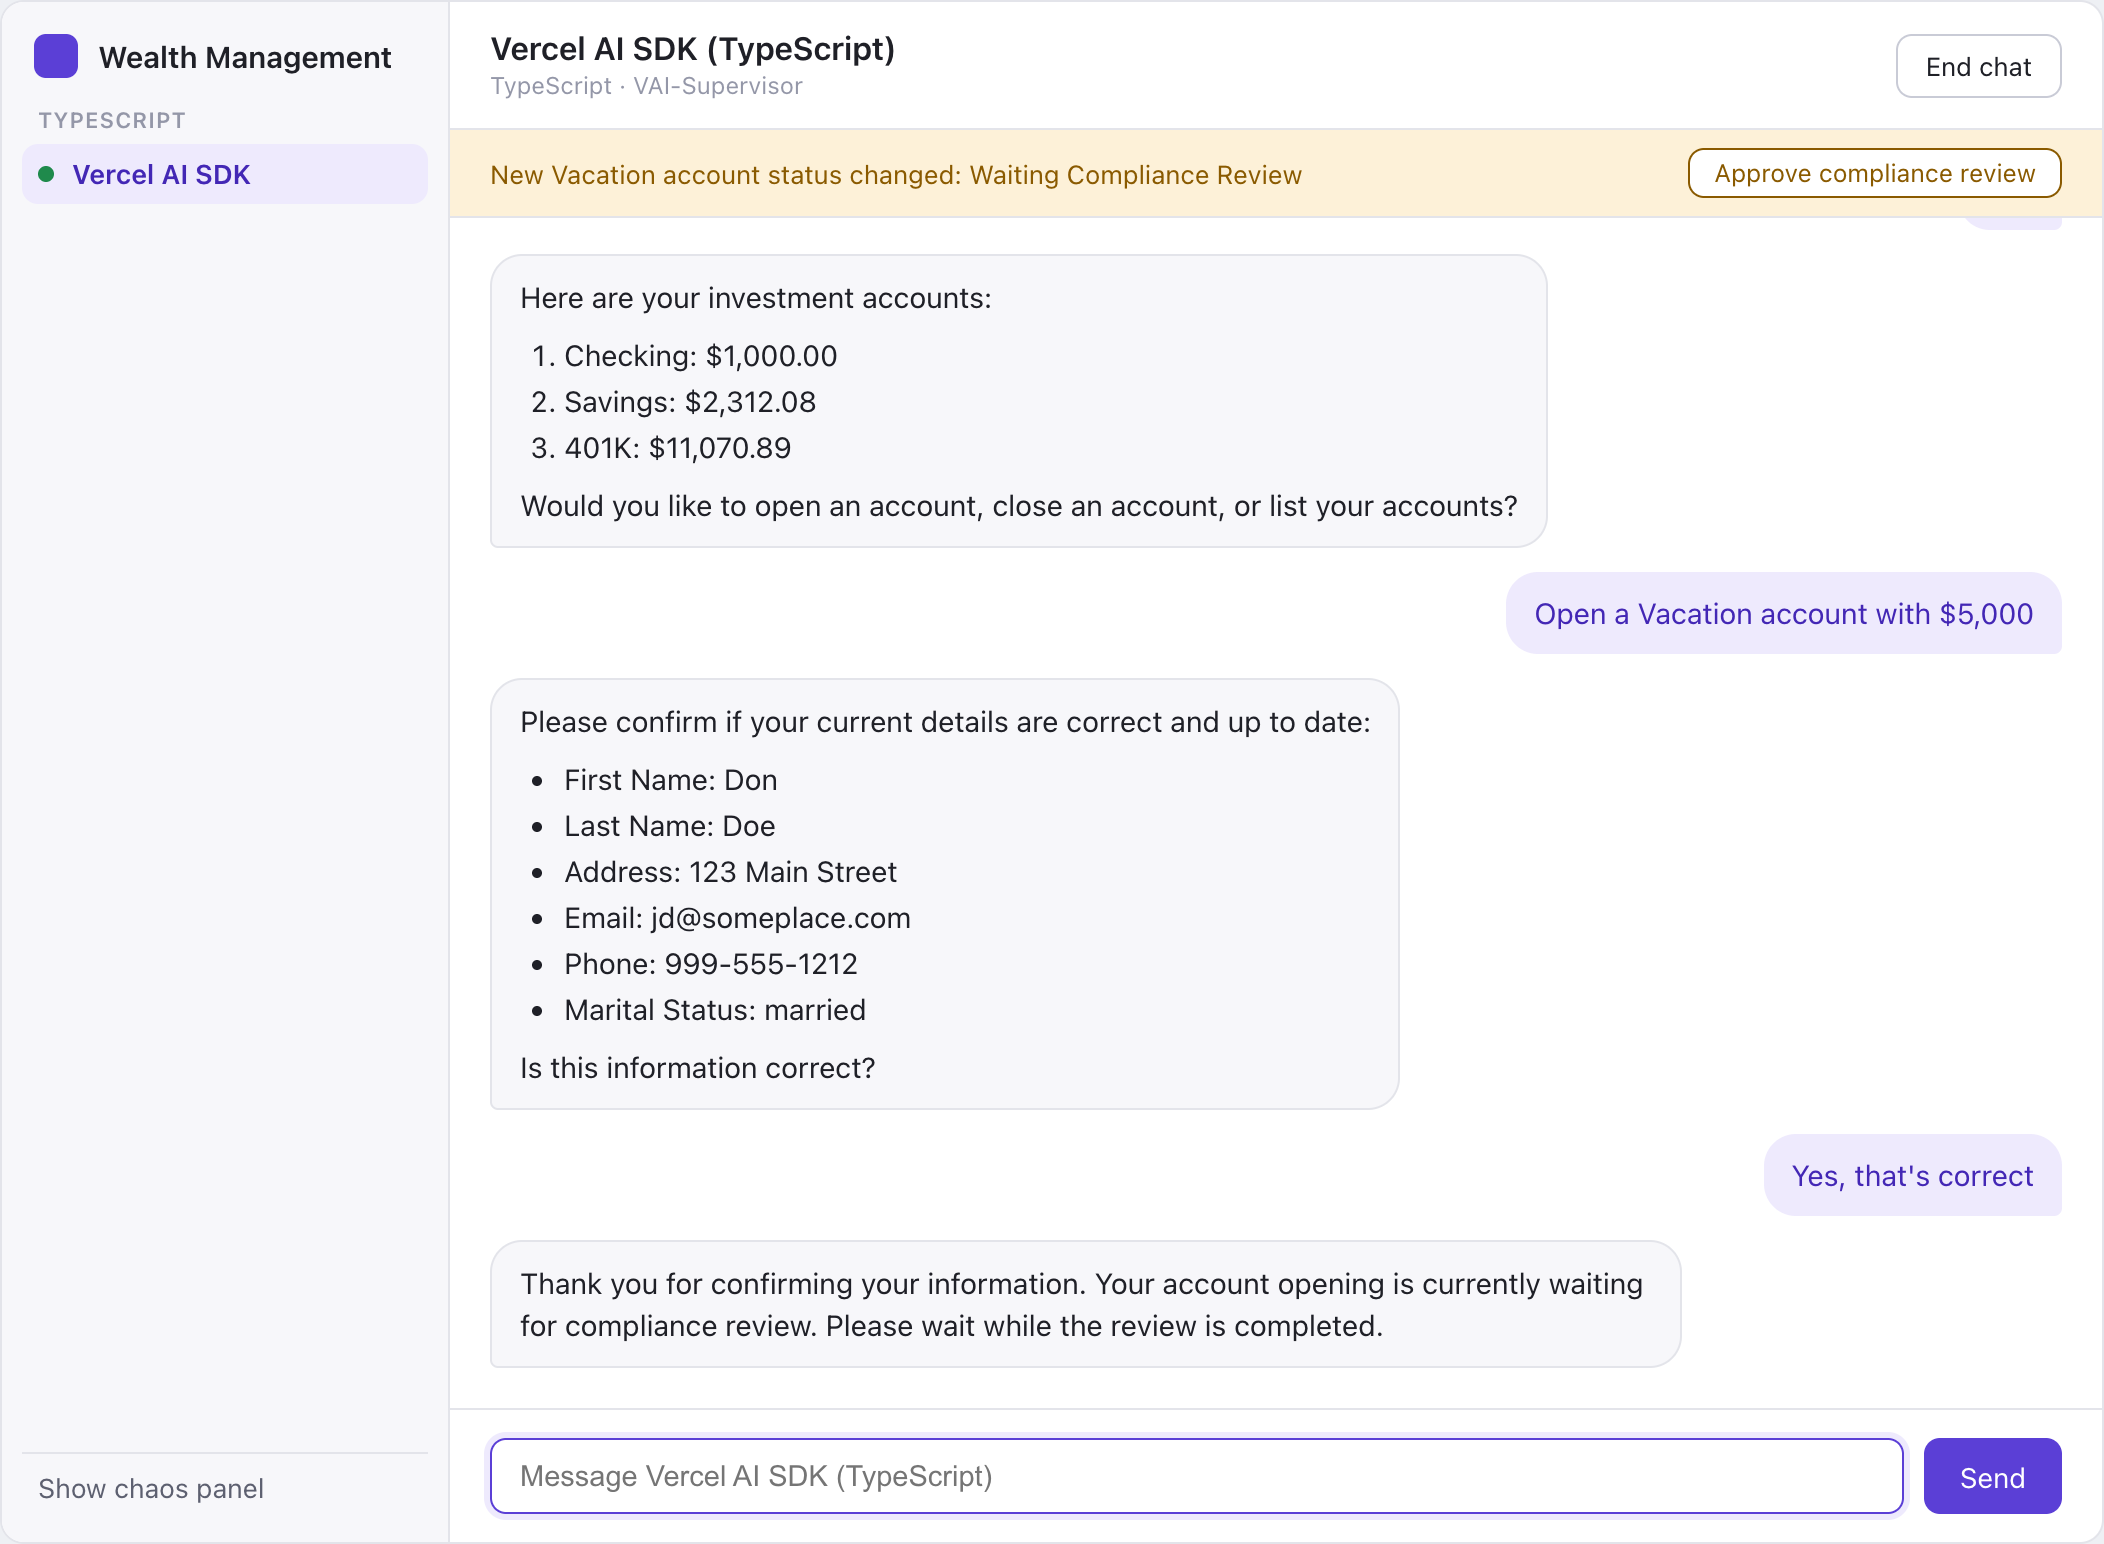 Wealth Management
TYPESCRIPT
Vercel AI SDK
Show chaos panel
Vercel AI SDK (TypeScript)
TypeScript · VAI-Supervisor
End chat
New Vacation account status changed: Waiting Compliance Review
Approve compliance review
Here are your investment accounts:
1. Checking: $1,000.00
2. Savings: $2,312.08
3. 401K: $11,070.89
Would you like to open an account, close an account, or list your accounts?
Open a Vacation account with $5,000
Please confirm if your current details are correct and up to date:
• First Name: Don
• Last Name: Doe
• Address: 123 Main Street
• Email: jd@someplace.com
• Phone: 999-555-1212
• Marital Status: married
Is this information correct?
Yes, that's correct
Thank you for confirming your information. Your account opening is currently waiting
for compliance review. Please wait while the review is completed.
Message Vercel AI SDK (TypeScript)
Send